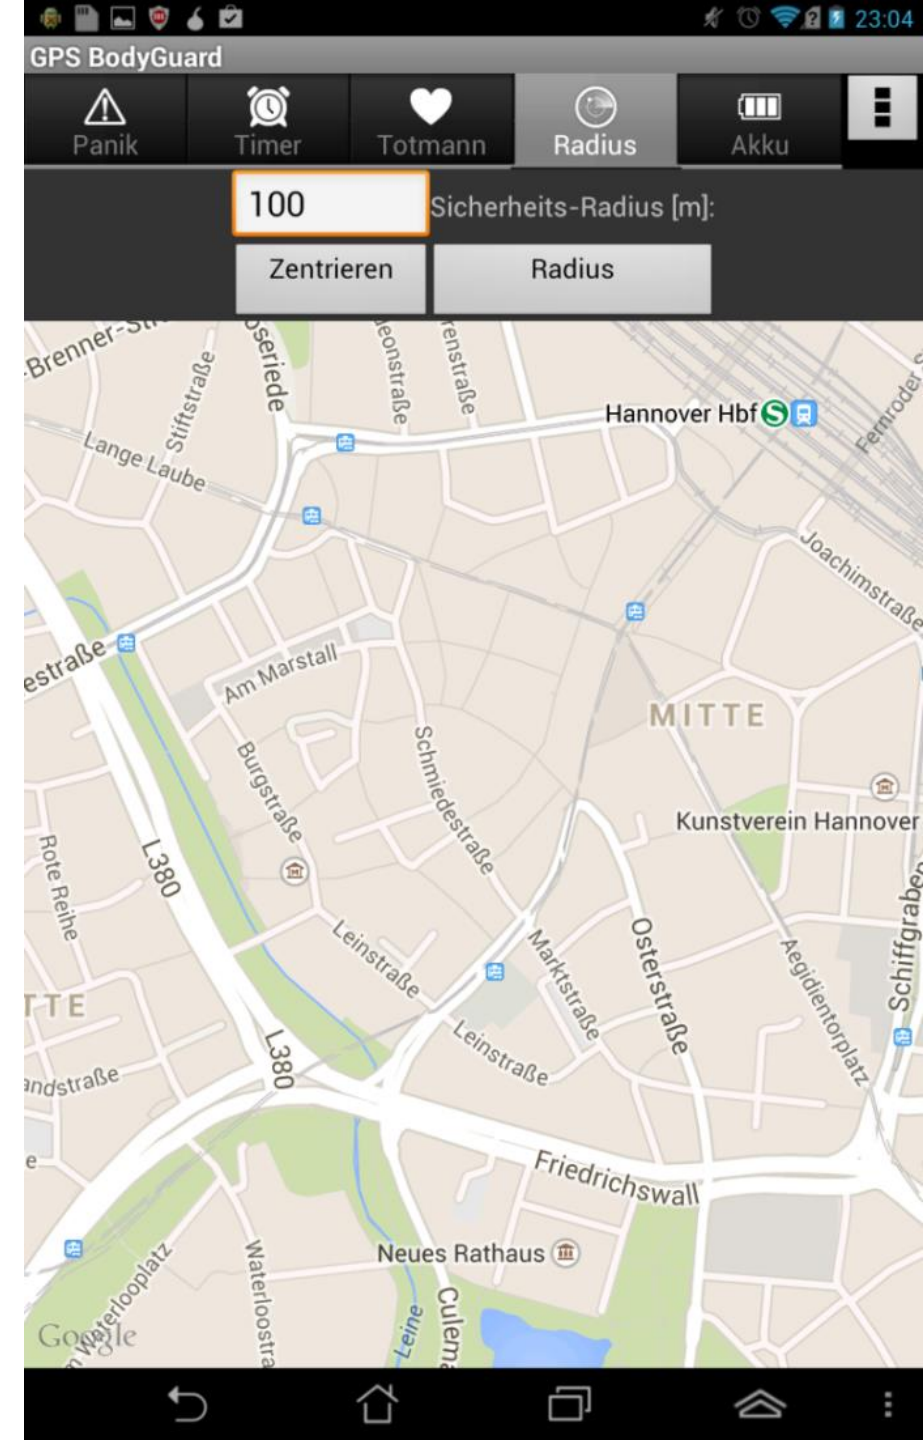 23:04
GPS BodyGuard
Panik
Timer
Totmann
Radius
Akku
100
Sicherheits-Radius [m]:
Zentrieren
Radius
Stiftstraße
Lange Laube
Hannover Hbf
S
Joachimstraße
Am Marstall
MITTE
Burgstraße
Schmiedestraße
Kunstverein Hannover
Rote Reihe
L380
Leinstraße
Marktstraße
Osterstraße
Aegidientorplatz
Schiffgraben
TTE
L380
Leinstraße
andstraße
Friedrichswall
Neues Rathaus
Waterloostra
Leine
Culema
Google